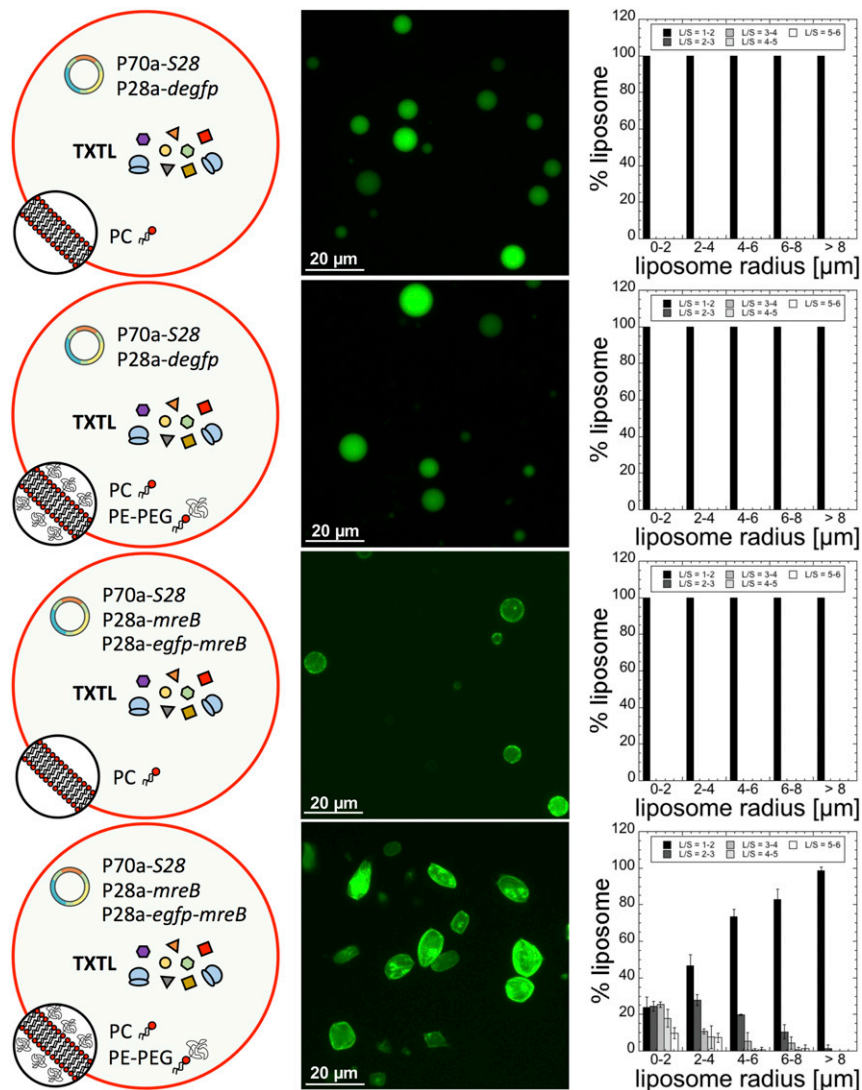 P70a-S28
P28a-degfp
TXTL
PC
20 µm
L/S = 1-2 L/S = 3-4 L/S = 5-6
L/S = 2-3 L/S = 4-5
% liposome
120
100
80
60
40
20
0
0-2 2-4 4-6 6-8 > 8
liposome radius [µm]
P70a-S28
P28a-degfp
TXTL
PC
PE-PEG
20 µm
L/S = 1-2 L/S = 3-4 L/S = 5-6
L/S = 2-3 L/S = 4-5
% liposome
120
100
80
60
40
20
0
0-2 2-4 4-6 6-8 > 8
liposome radius [µm]
P70a-S28
P28a-mreB
P28a-egfp-mreB
TXTL
PC
20 µm
L/S = 1-2 L/S = 3-4 L/S = 5-6
L/S = 2-3 L/S = 4-5
% liposome
120
100
80
60
40
20
0
0-2 2-4 4-6 6-8 > 8
liposome radius [µm]
P70a-S28
P28a-mreB
P28a-egfp-mreB
TXTL
PC
PE-PEG
20 µm
L/S = 1-2 L/S = 3-4 L/S = 5-6
L/S = 2-3 L/S = 4-5
% liposome
120
100
80
60
40
20
0
0-2 2-4 4-6 6-8 > 8
liposome radius [µm]